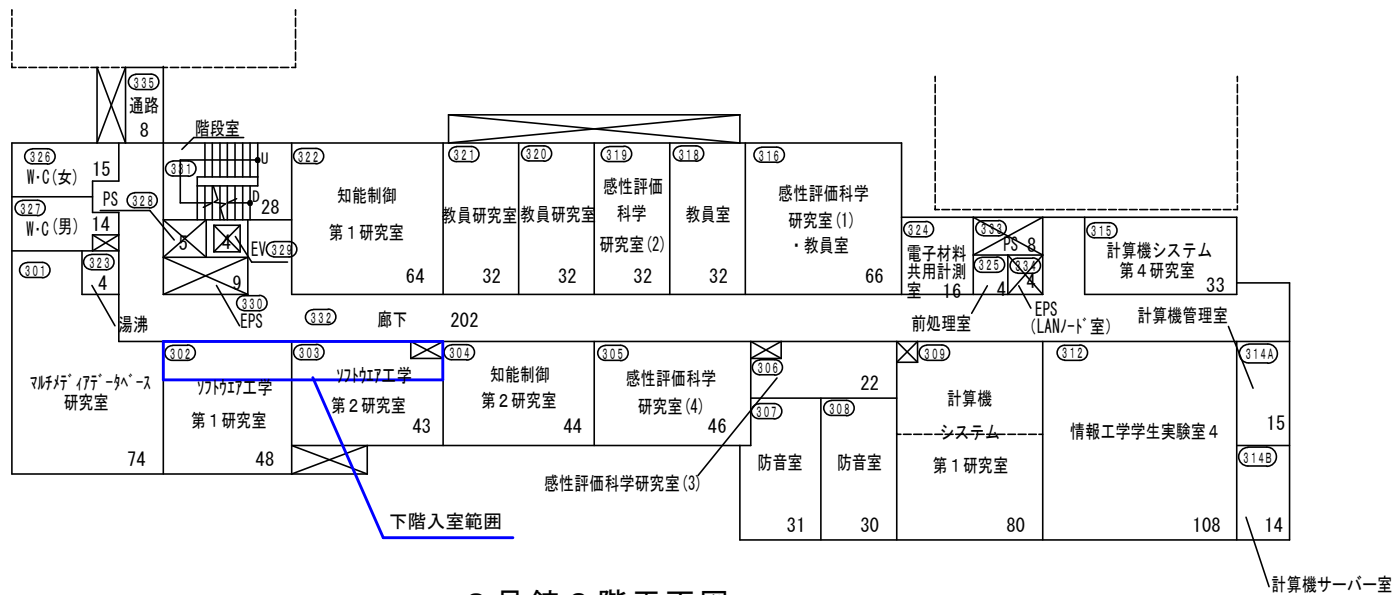 335
通路
8
階段室
326
W･C(女)
15
331
U
D
28
PS
328
327
W･C(男)
14
5
4
EV
329
9
330
EPS
322
知能制御
第１研究室
64
321
教員研究室
32
320
教員研究室
32
319
感性評価
科学
研究室(2)
32
318
教員室
32
316
感性評価科学
研究室(1)
・教員室
66
324
電子材料
共用計測
室
16
333
PS
8
325
4
334
4
前処理室
EPS
(LANﾉｰﾄﾞ室)
315
計算機システム
第４研究室
33
計算機管理室
301
323
4
湯沸
332
廊下
202
ﾏﾙﾁﾒﾃﾞｨｱﾃﾞｰﾀﾍﾞｰｽ
研究室
74
302
ｿﾌﾄｳｪｱ工学
第１研究室
48
303
ｿﾌﾄｳｪｱ工学
第２研究室
43
304
知能制御
第２研究室
44
305
感性評価科学
研究室(4)
46
306
22
307
防音室
31
308
防音室
30
感性評価科学研究室(3)
309
計算機
システム
第１研究室
80
312
情報工学学生実験室４
108
314A
15
314B
14
下階入室範囲
計算機サーバー室